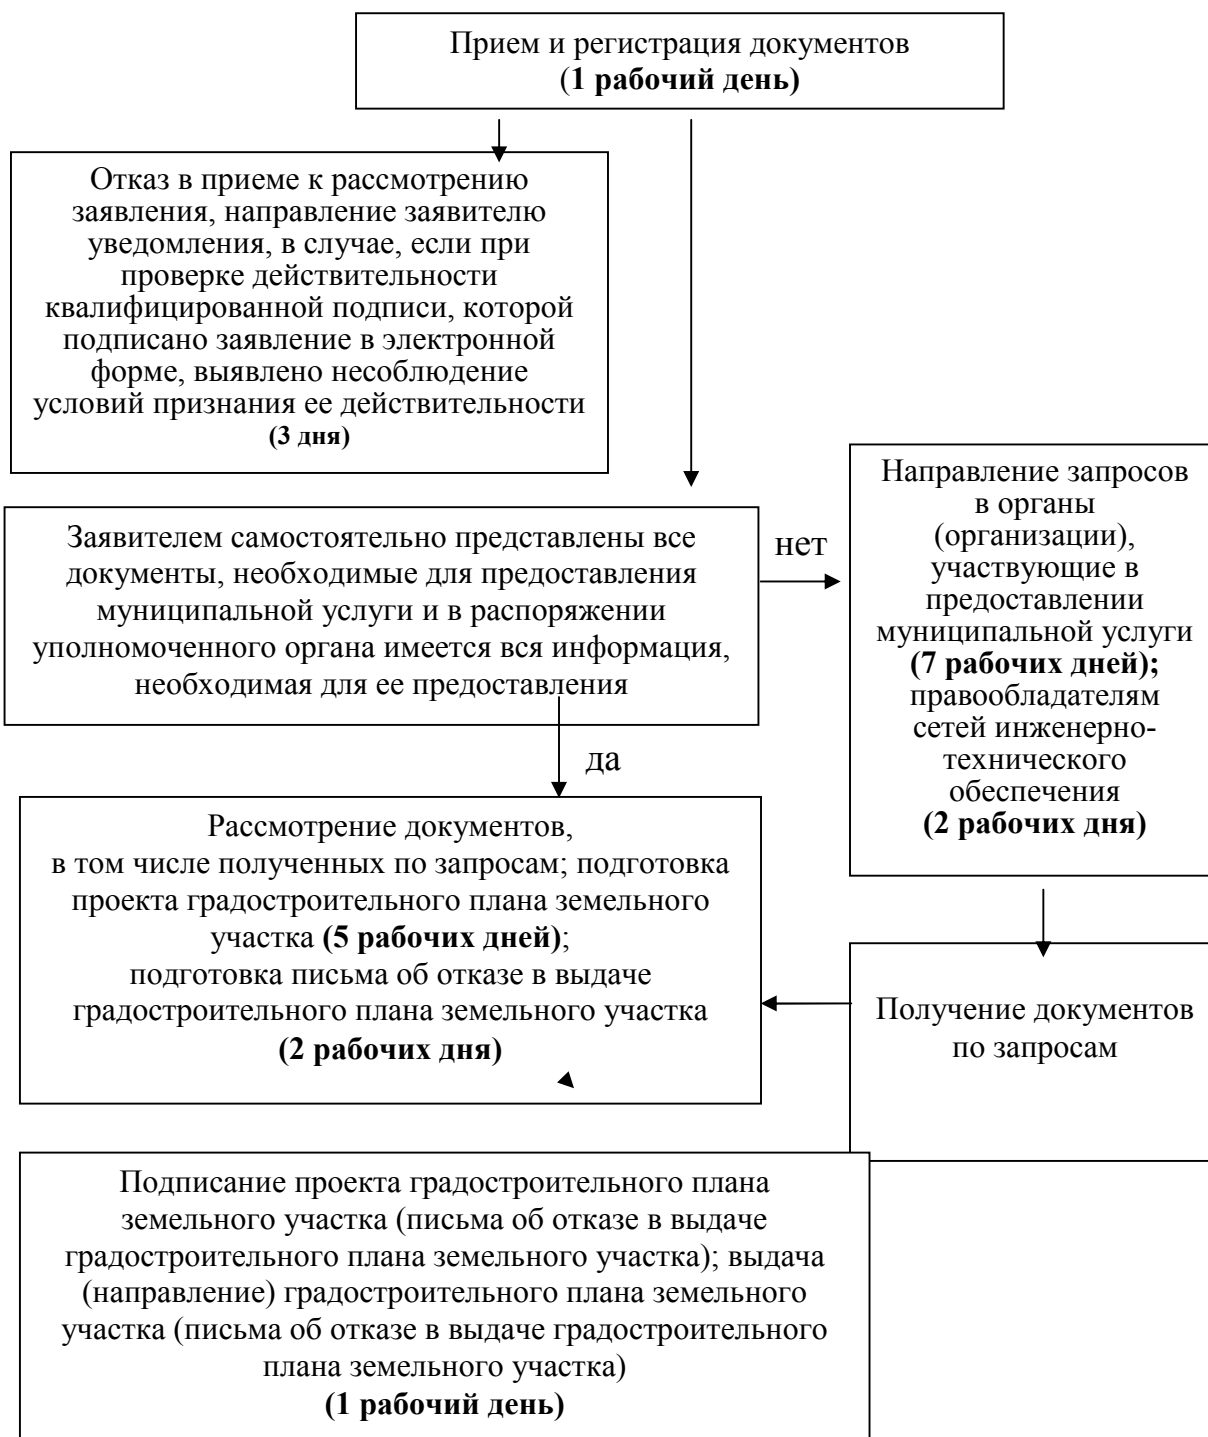 Прием и регистрация документов
(1 рабочий день)
Отказ в приеме к рассмотрению
заявления, направление заявителю
уведомления, в случае, если при
проверке действительности
квалифицированной подписи, которой
подписано заявление в электронной
форме, выявлено несоблюдение
условий признания ее действительности
(3 дня)
Заявителем самостоятельно представлены все
документы, необходимые для предоставления
муниципальной услуги и в распоряжении
уполномоченного органа имеется вся информация,
необходимая для ее предоставления
нет
Направление запросов
в органы
(организации),
участвующие в
предоставлении
муниципальной услуги
(7 рабочих дней);
правообладателям
сетей инженерно-
технического
обеспечения
(2 рабочих дня)
да
Рассмотрение документов,
в том числе полученных по запросам; подготовка
проекта градостроительного плана земельного
участка (5 рабочих дней);
подготовка письма об отказе в выдаче
градостроительного плана земельного участка
(2 рабочих дня)
Получение документов
по запросам
Подписание проекта градостроительного плана
земельного участка (письма об отказе в выдаче
градостроительного плана земельного участка); выдача
(направление) градостроительного плана земельного
участка (письма об отказе в выдаче градостроительного
плана земельного участка)
(1 рабочий день)